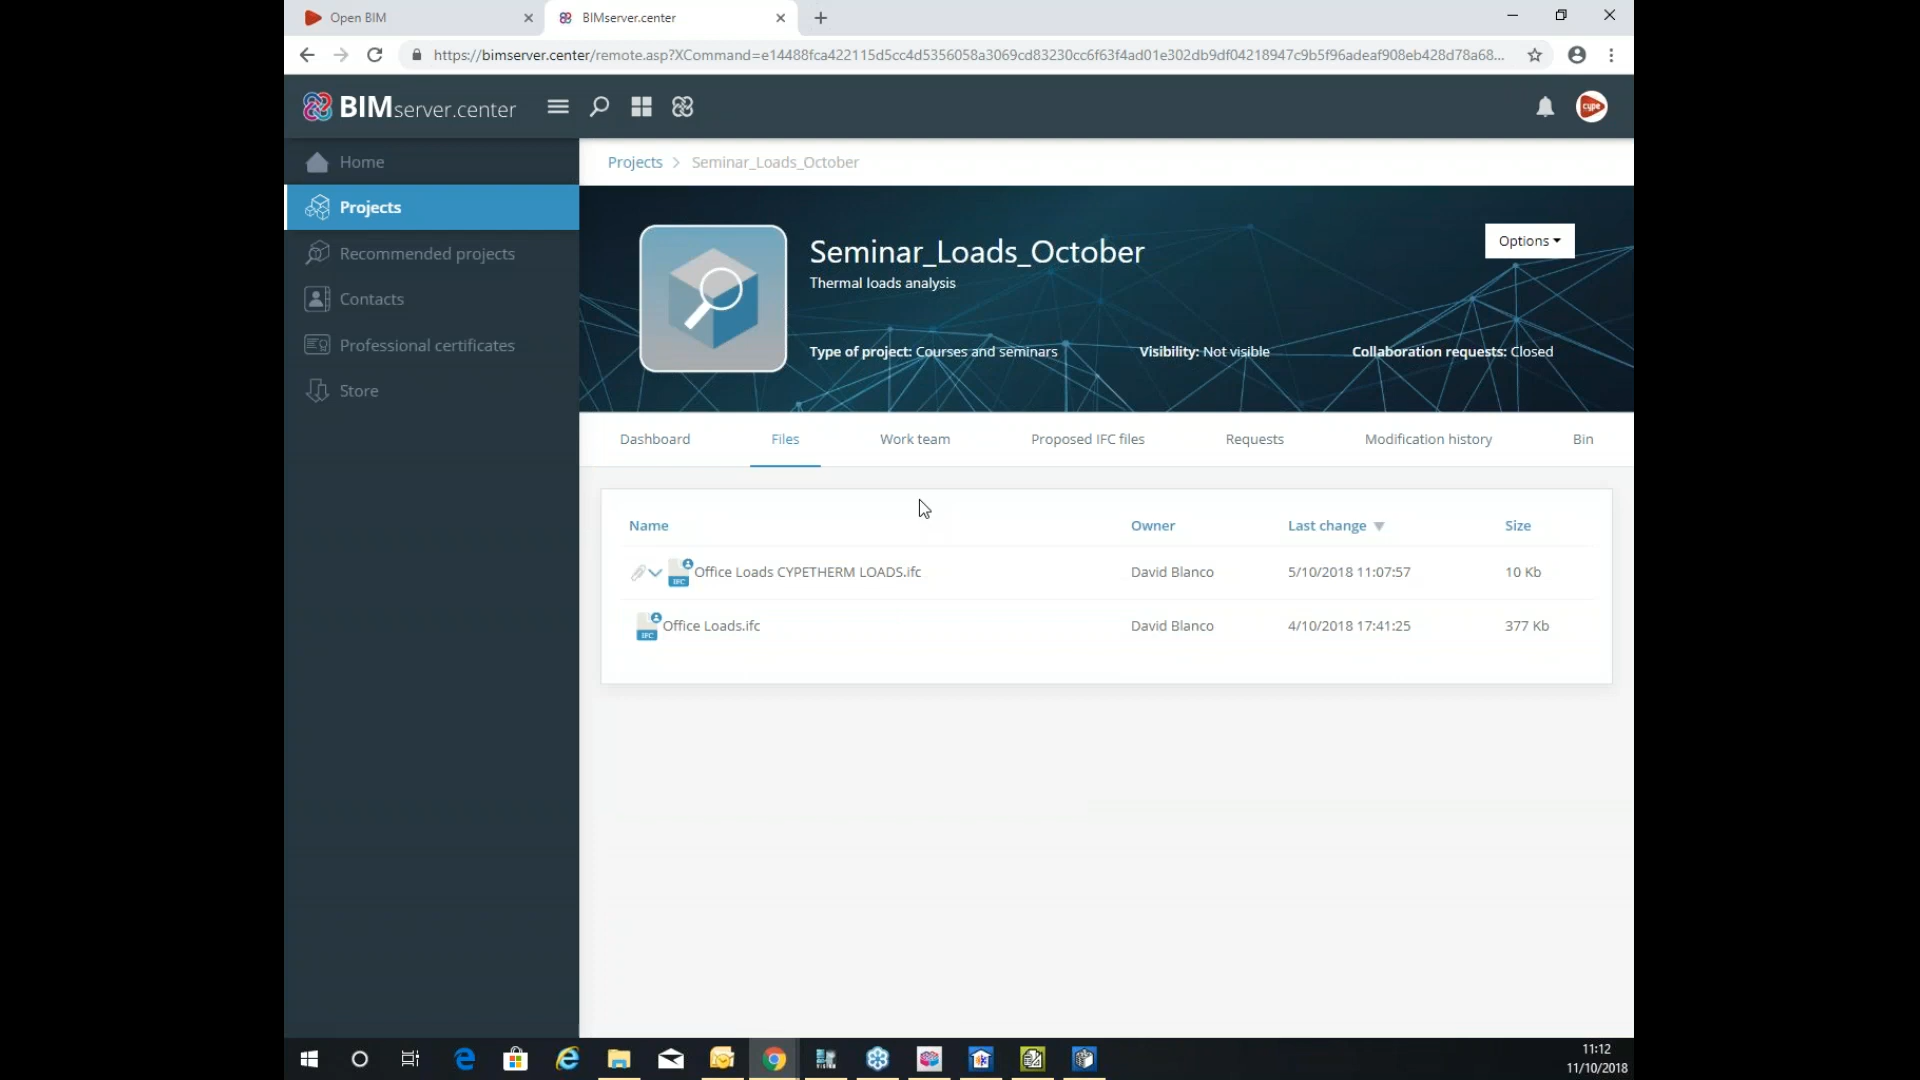 Open BIM
BIMserver.center
https://bimserver.center/remote.asp?XCommand=e14488fca422115d5cc4d5356058a3069cd83230cc6f63f4ad01e302db9df04218947c9b5f96adeaf908eb428d78a68...
BIMserver.center
cype
Home
Projects
Recommended projects
Contacts
Professional certificates
Store
Projects > Seminar_Loads_October
Seminar_Loads_October
Options
Thermal loads analysis
Type of project: Courses and seminars Visibility: Not visible Collaboration requests: Closed
Dashboard Files Work team Proposed IFC files Requests Modification history Bin
Name Owner Last change Size
IFC Office Loads CYPETHERM LOADS.ifc David Blanco 5/10/2018 11:07:57 10 Kb
IFC Office Loads.ifc David Blanco 4/10/2018 17:41:25 377 Kb
11:12
11/10/2018